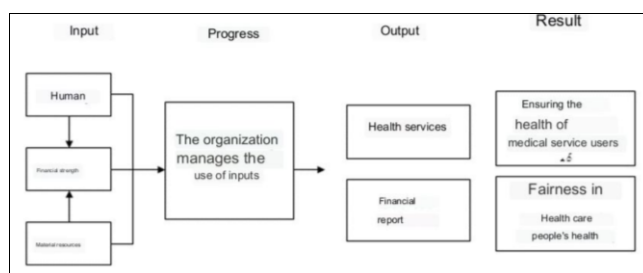 Input
Progress
Output
Result
Human
Financial strength
Material resources
The organization
manages the
use of inputs
Health services
Financial
report
Ensuring the
health of
medical service users
Fairness in
Health care
people's health